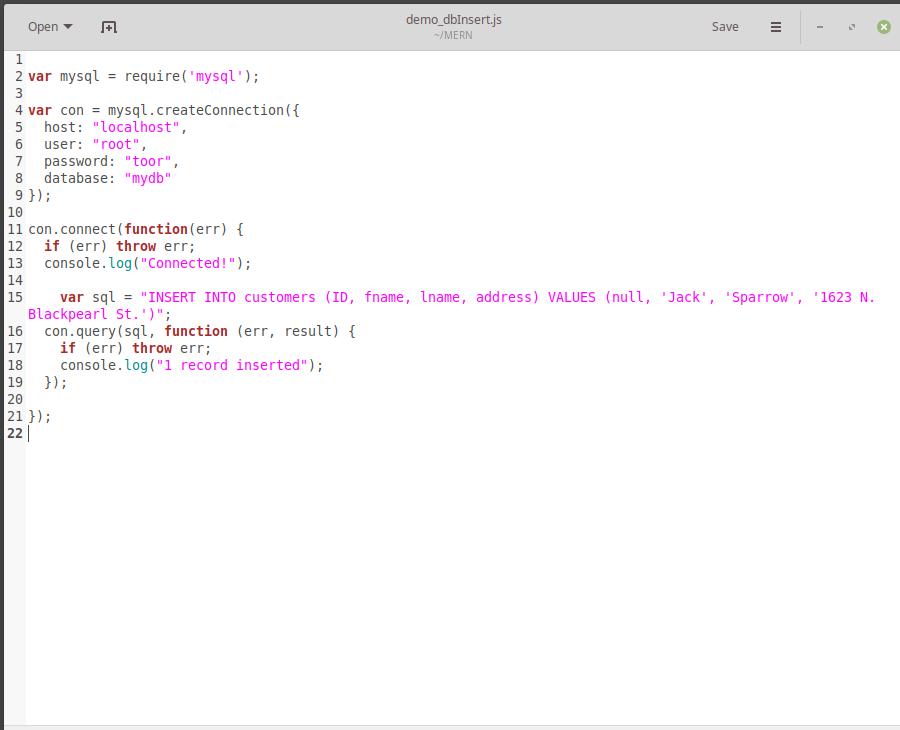 Open
demo_dbInsert.js
~/MERN
Save
1
2 var mysql = require('mysql');
3
4 var con = mysql.createConnection({
5   host: "localhost",
6   user: "root",
7   password: "toor",
8   database: "mydb"
9 });
10
11 con.connect(function(err) {
12   if (err) throw err;
13   console.log("Connected!");
14
15     var sql = "INSERT INTO customers (ID, fname, lname, address) VALUES (null, 'Jack', 'Sparrow', '1623 N.
Blackpearl St.')";
16   con.query(sql, function (err, result) {
17     if (err) throw err;
18     console.log("1 record inserted");
19   });
20
21 });
22